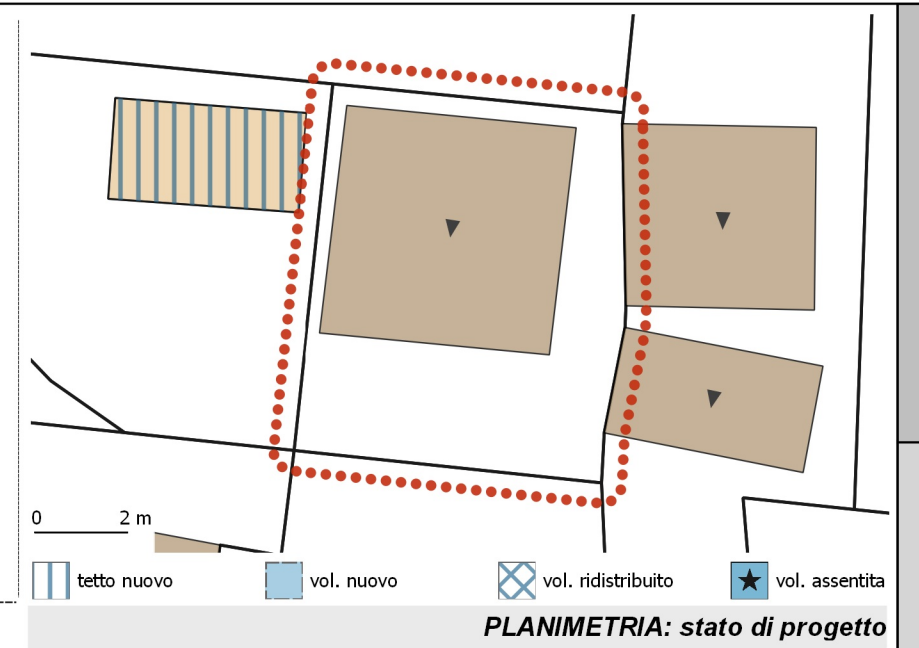 0 2 m
tetto nuovo vol. nuovo vol. ridistribuito vol. assentita
PLANIMETRIA: stato di progetto